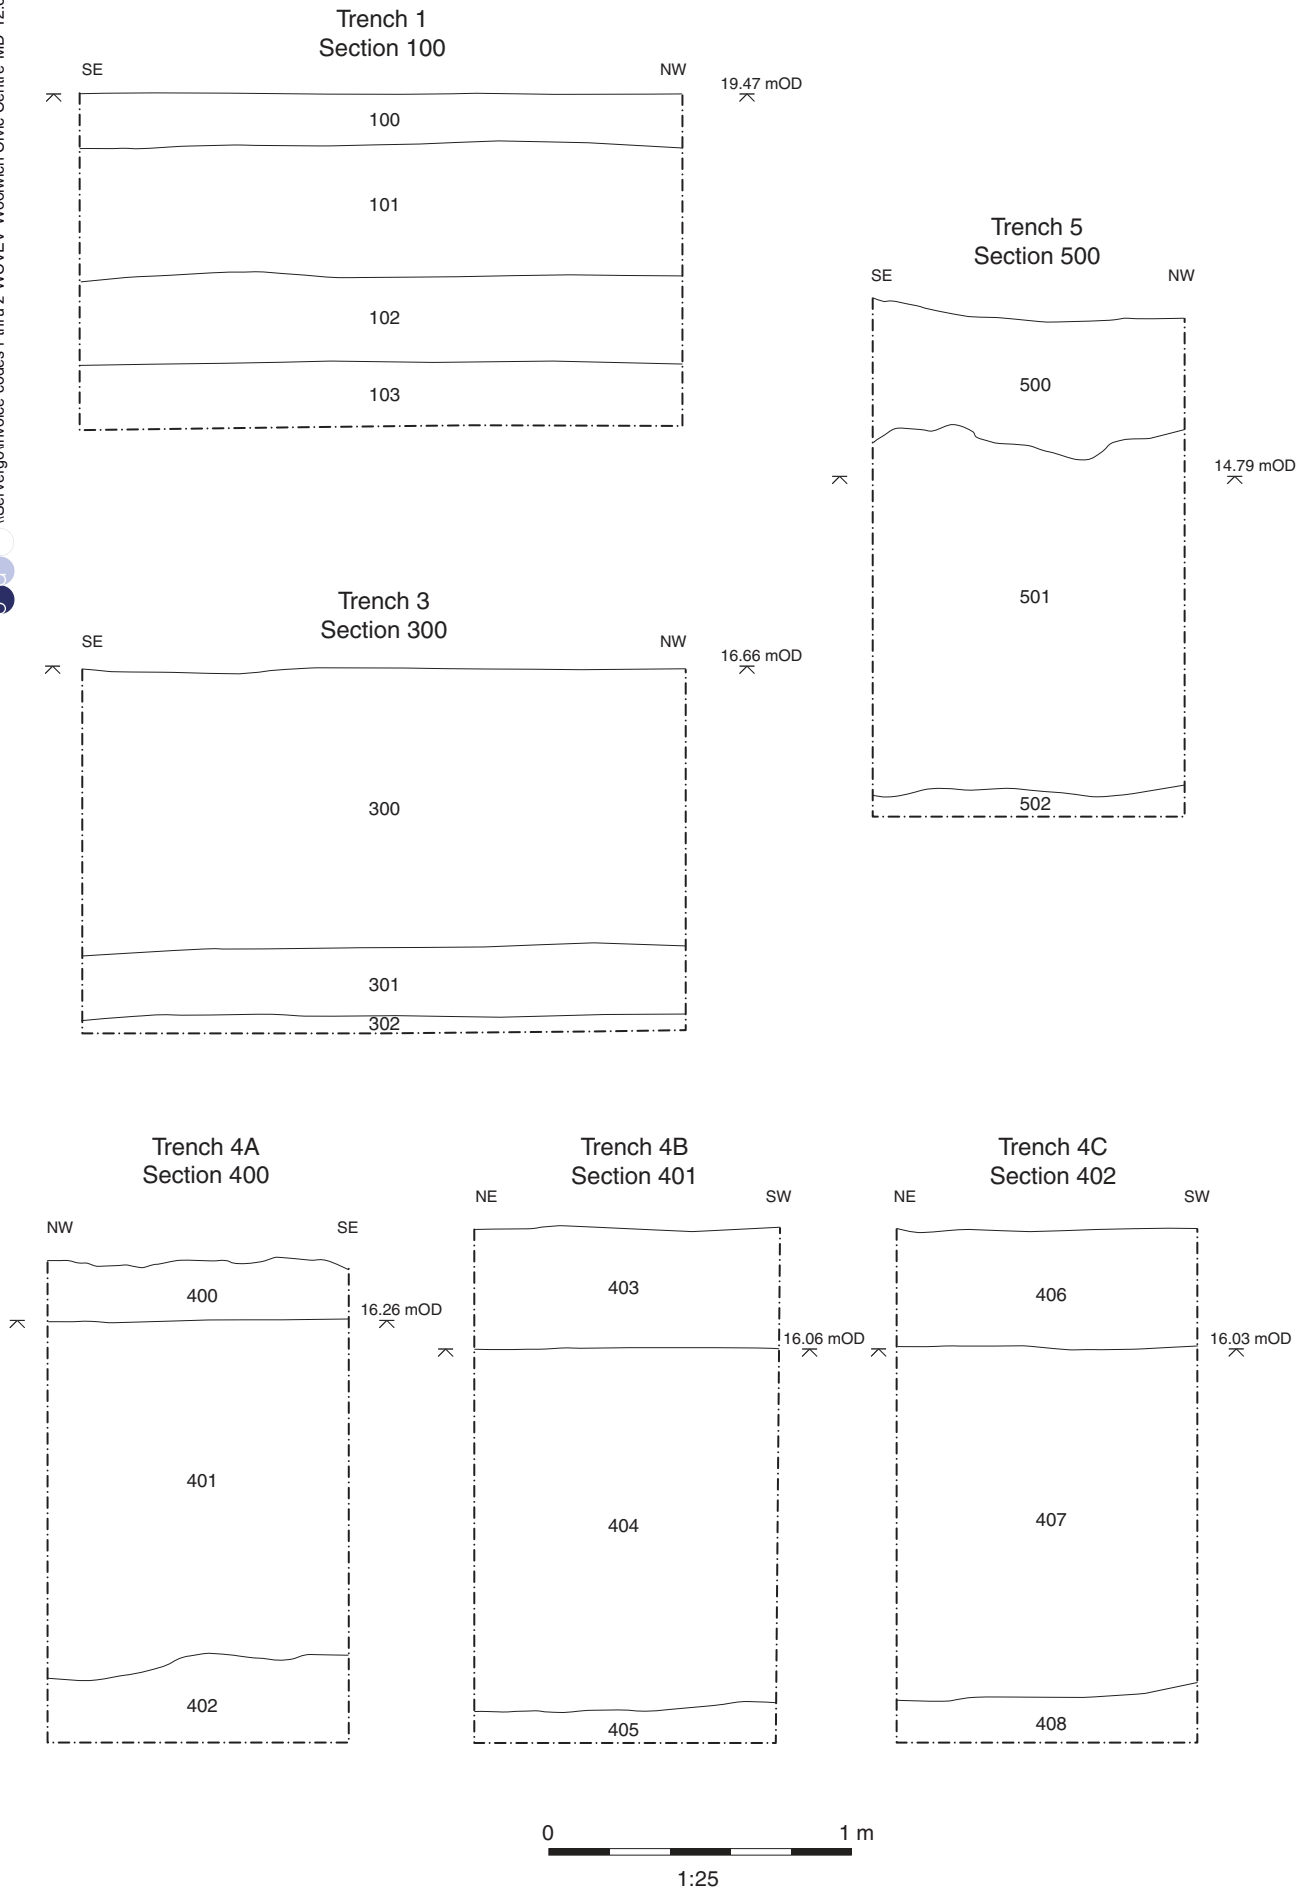 Trench 1
Section 100
SE NW
19.47 mOD
100
101
102
103
Trench 5
Section 500
SE NW
500
14.79 mOD
501
502
Trench 3
Section 300
SE NW
16.66 mOD
300
301
302
Trench 4A
Section 400
NW SE
400
16.26 mOD
401
402
Trench 4B
Section 401
NE SW
403
16.06 mOD
404
405
Trench 4C
Section 402
NE SW
406
16.03 mOD
407
408
0 1 m
1:25